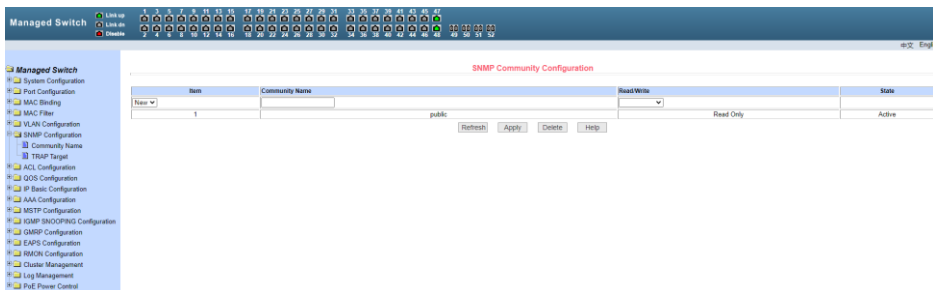 Managed Switch
Link up
Link dn
Disable
1 3 5 7 9 11 13 15 17 19 21 23 25 27 29 31 33 35 37 39 41 43 45 47
2 4 6 8 10 12 14 16 18 20 22 24 26 28 30 32 34 36 38 40 42 44 46 48 49 50 51 52
中文 Engl
Managed Switch
System Configuration
Port Configuration
MAC Binding
MAC Filter
VLAN Configuration
SNMP Configuration
Community Name
TRAP Target
ACL Configuration
QOS Configuration
IP Basic Configuration
AAA Configuration
MSTP Configuration
IGMP SNOOPING Configuration
GMRP Configuration
EAPS Configuration
RMON Configuration
Cluster Management
Log Management
PoE Power Control
SNMP Community Configuration
Item Community Name Read/Write State
New
1 public Read Only Active
Refresh Apply Delete Help